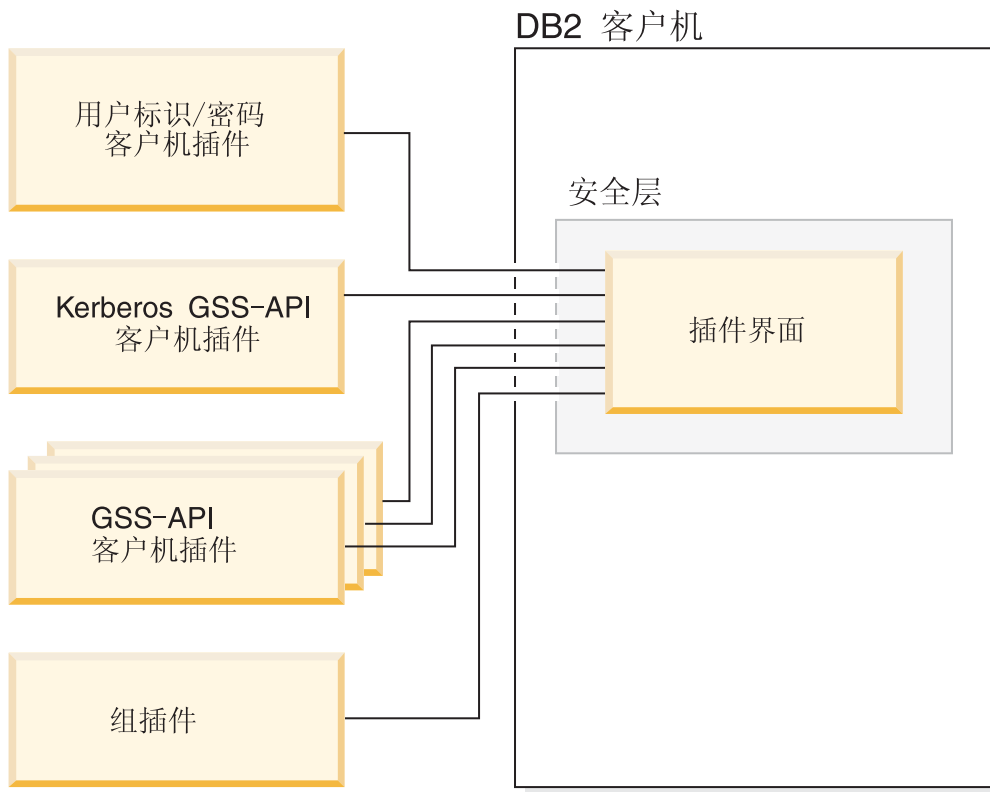 DB2 客户机
用户标识/密码
客户机插件
安全层
Kerberos GSS-API
客户机插件
插件界面
GSS-API
客户机插件
组插件